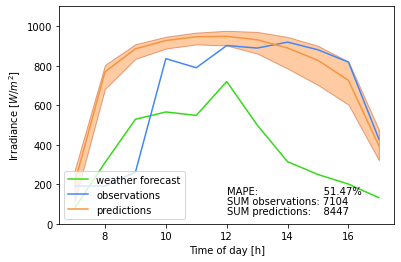 1000
800
600
400
200
0
Irradiance [W/m²]
weather forecast
observations
predictions
MAPE: 51.47%
SUM observations: 7104
SUM predictions: 8447
8 10 12 14 16
Time of day [h]